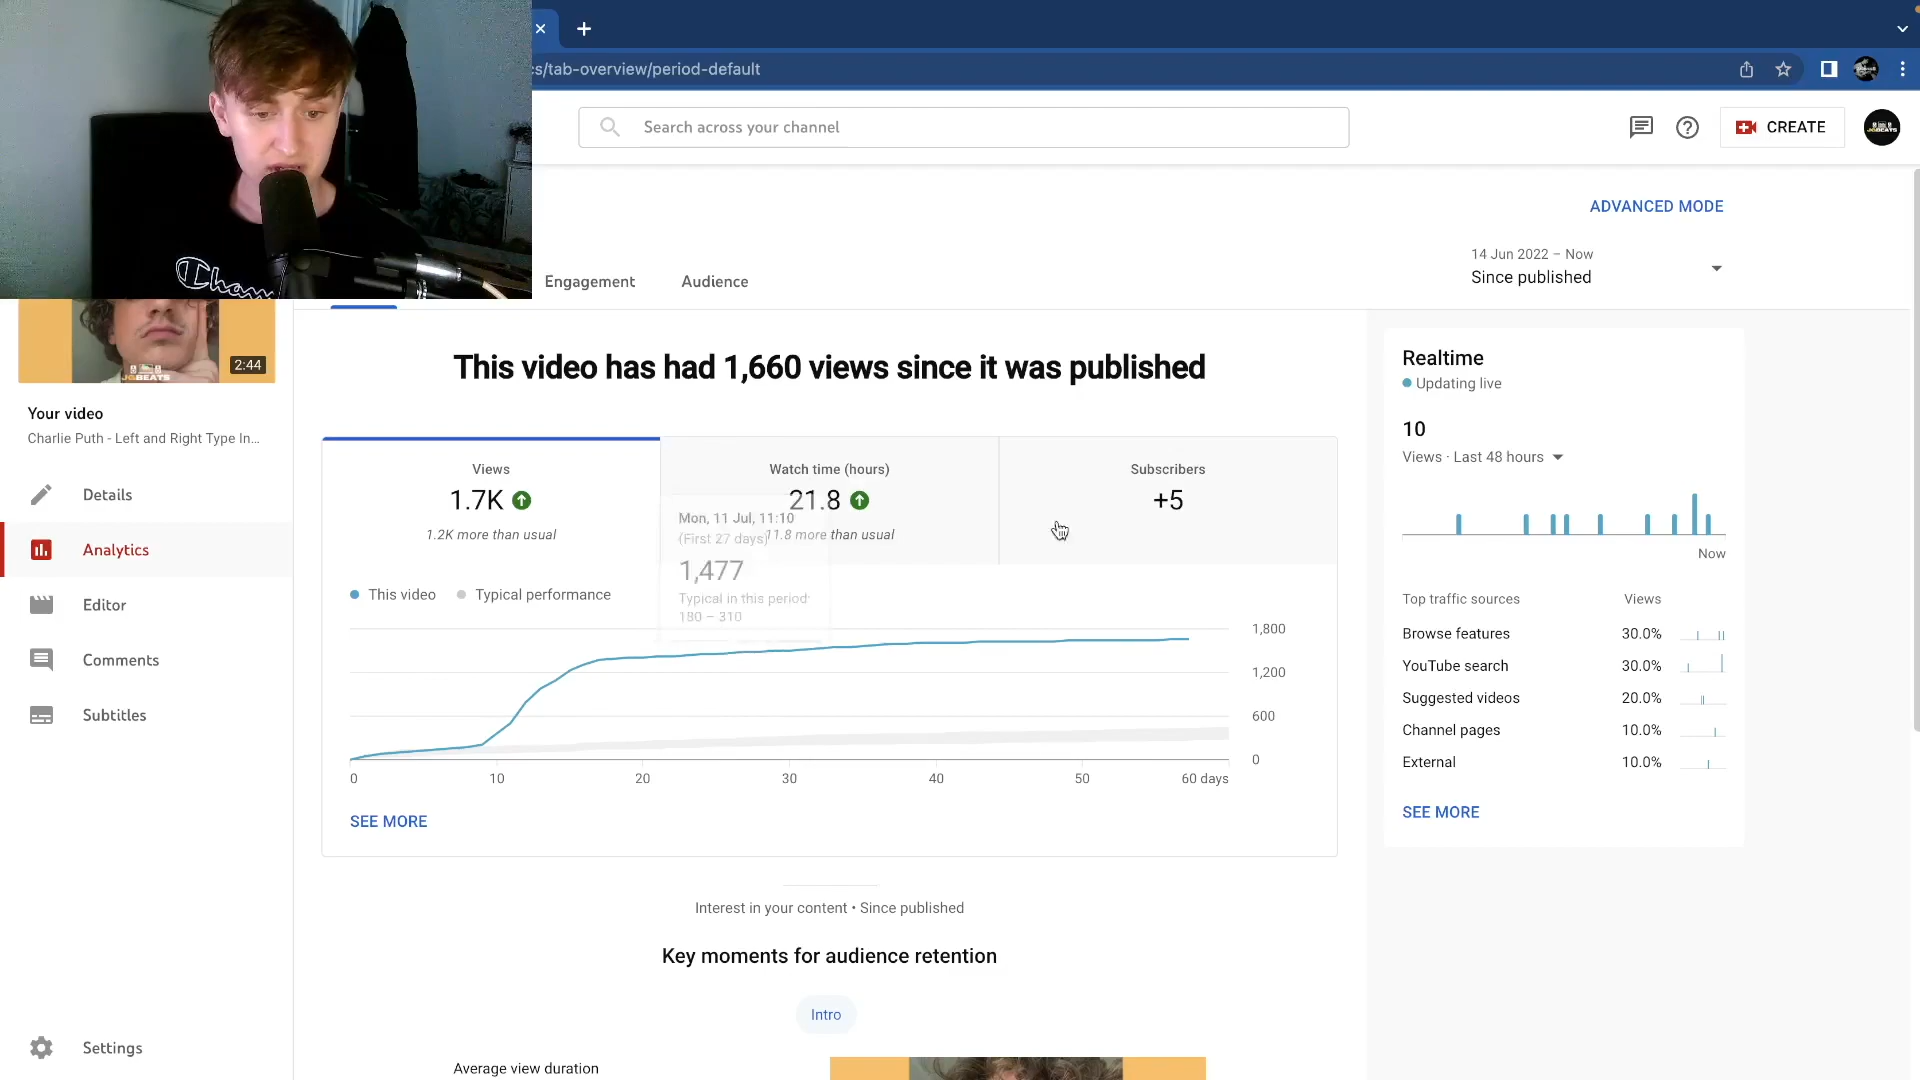 s/tab-overview/period-default
Search across your channel
CREATE
ADVANCED MODE
14 Jun 2022 – Now
Since published
Engagement
Audience
2:44
JGBEATS
Your video
Charlie Puth - Left and Right Type In...
Details
Analytics
Editor
Comments
Subtitles
Settings
This video has had 1,660 views since it was published
Views
1.7K
1.2K more than usual
Watch time (hours)
21.8
11.8 more than usual
Subscribers
+5
Mon, 11 Jul, 11:10
(First 27 days)
1,477
Typical in this period:
180 – 310
This video
Typical performance
1,800
1,200
600
0
0
10
20
30
40
50
60 days
SEE MORE
Interest in your content • Since published
Key moments for audience retention
Intro
Average view duration
Realtime
Updating live
10
Views · Last 48 hours
Now
Top traffic sources
Views
Browse features
30.0%
YouTube search
30.0%
Suggested videos
20.0%
Channel pages
10.0%
External
10.0%
SEE MORE